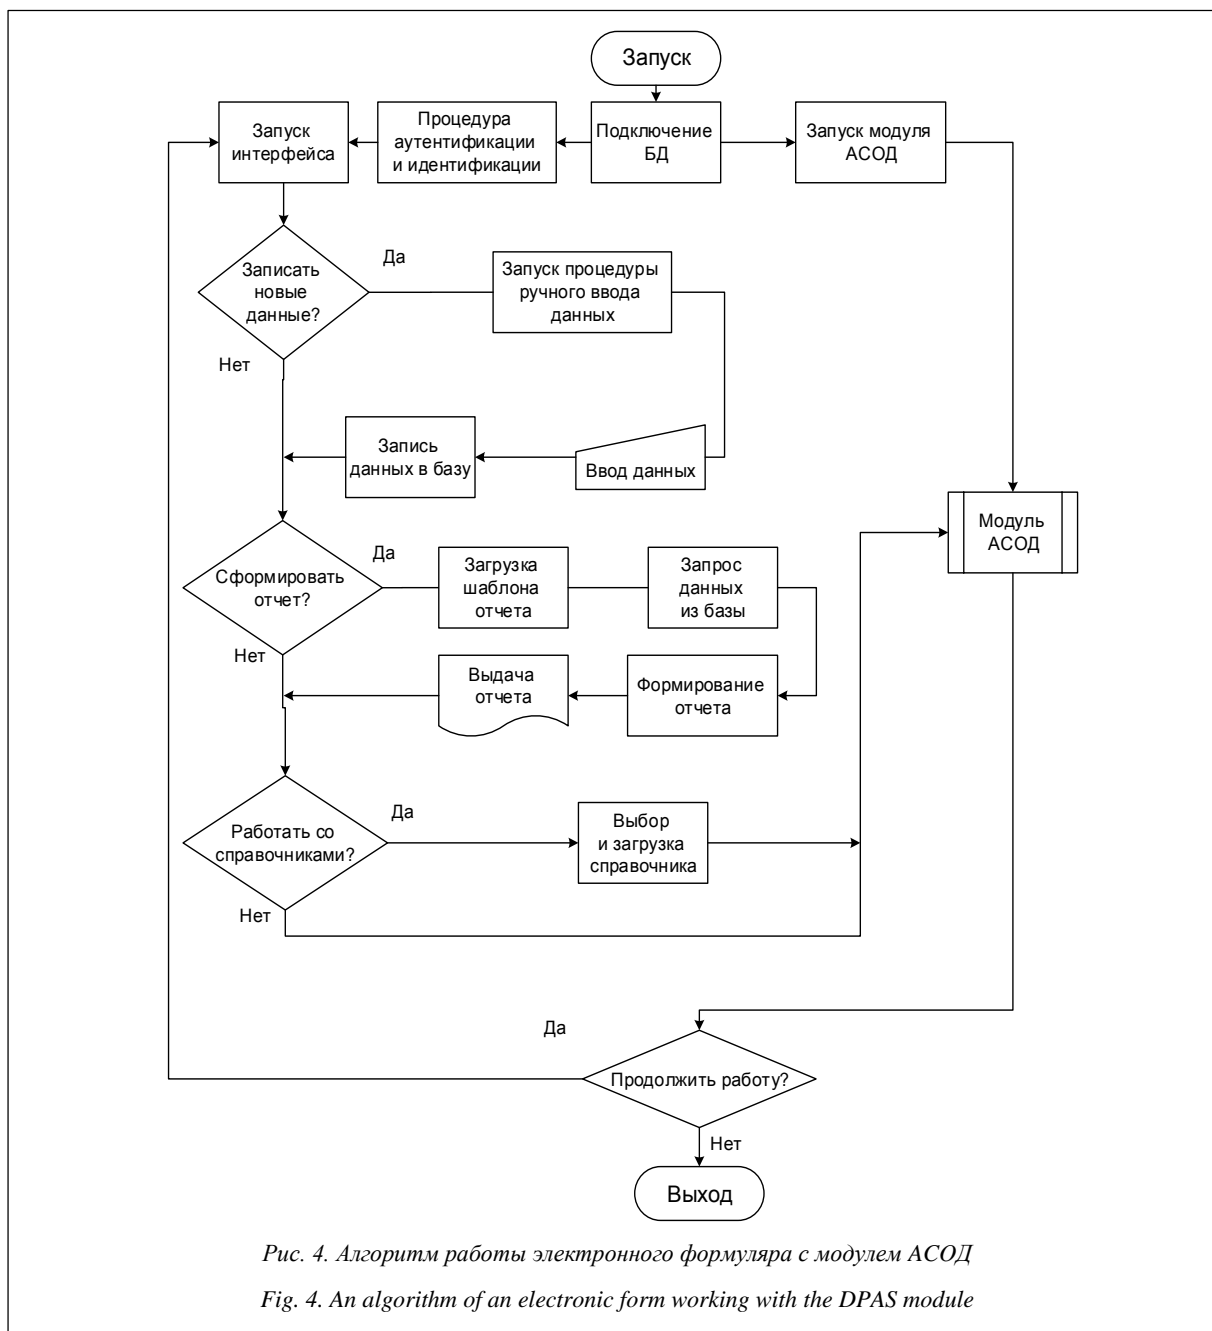 Запуск
Запуск
интерфейса
Процедура
аутентификации
и идентификации
Подключение
БД
Запуск модуля
АСОД
Записать
новые
данные?
Да
Запуск процедуры
ручного ввода
данных
Нет
Запись
данных в базу
Ввод данных
Модуль
АСОД
Сформировать
отчет?
Да
Загрузка
шаблона
отчета
Запрос
данных
из базы
Нет
Выдача
отчета
Формирование
отчета
Работать со
справочниками?
Да
Выбор
и загрузка
справочника
Нет
Да
Продолжить работу?
Нет
Выход
Рис. 4. Алгоритм работы электронного формуляра с модулем АСОД
Fig. 4. An algorithm of an electronic form working with the DPAS module